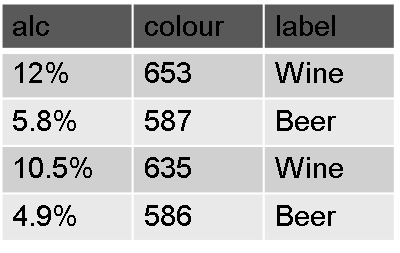 alc colour label
12% 653 Wine
5.8% 587 Beer
10.5% 635 Wine
4.9% 586 Beer